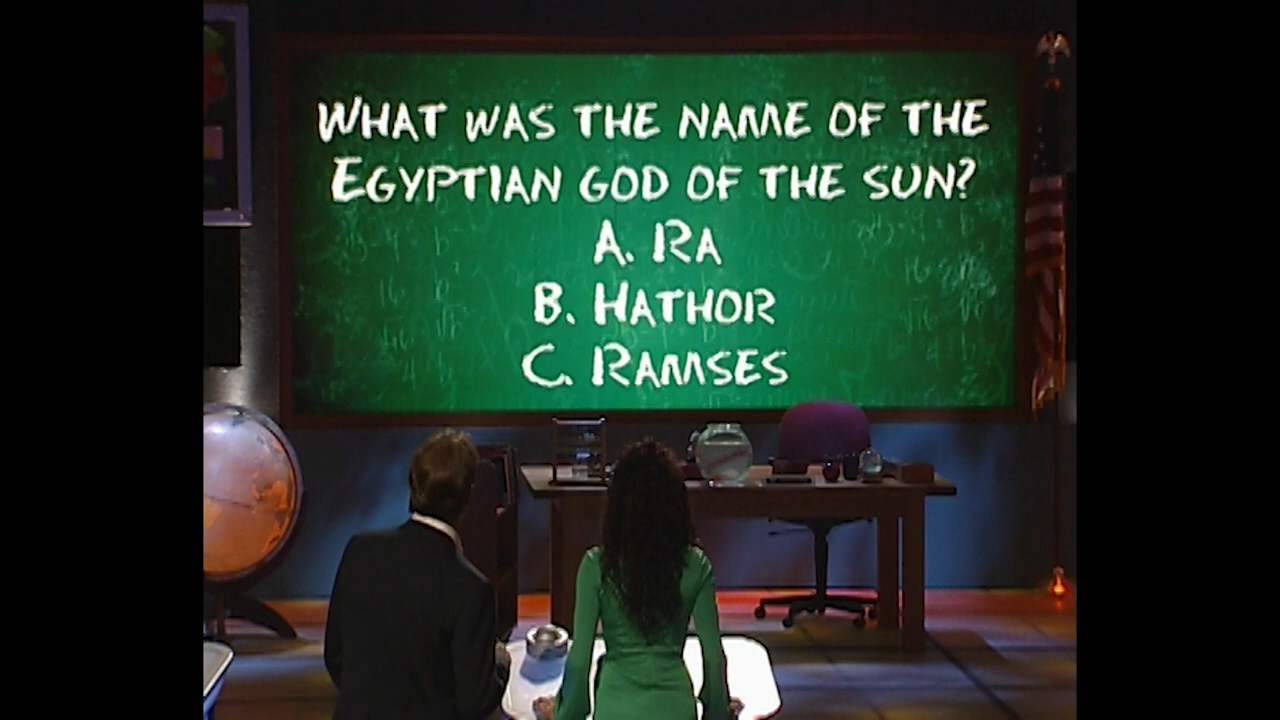 What was the name of the
Egyptian god of the sun?
A. Ra
B. Hathor
C. Ramses